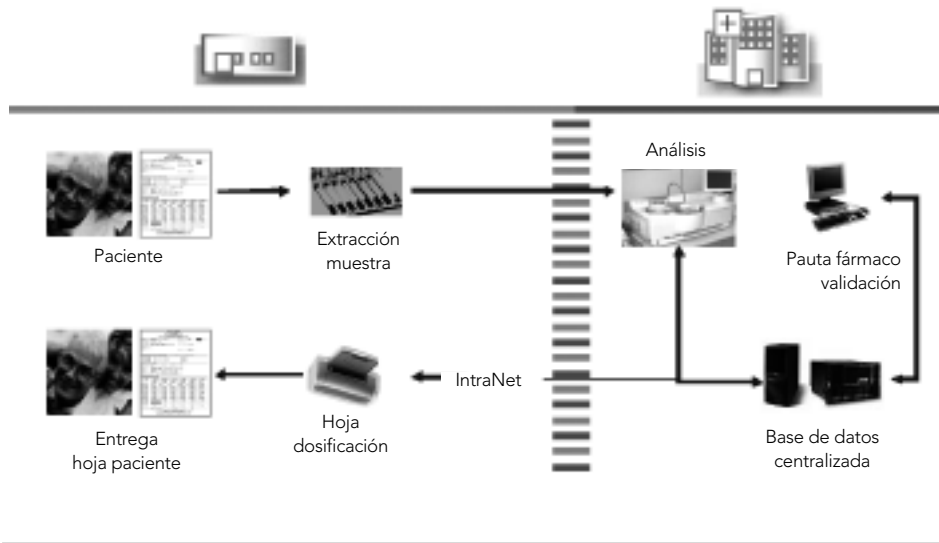 Análisis
Paciente
Extracción
muestra
Pauta fármaco
validación
IntraNet
Hoja
dosificación
Entrega
hoja paciente
Base de datos
centralizada